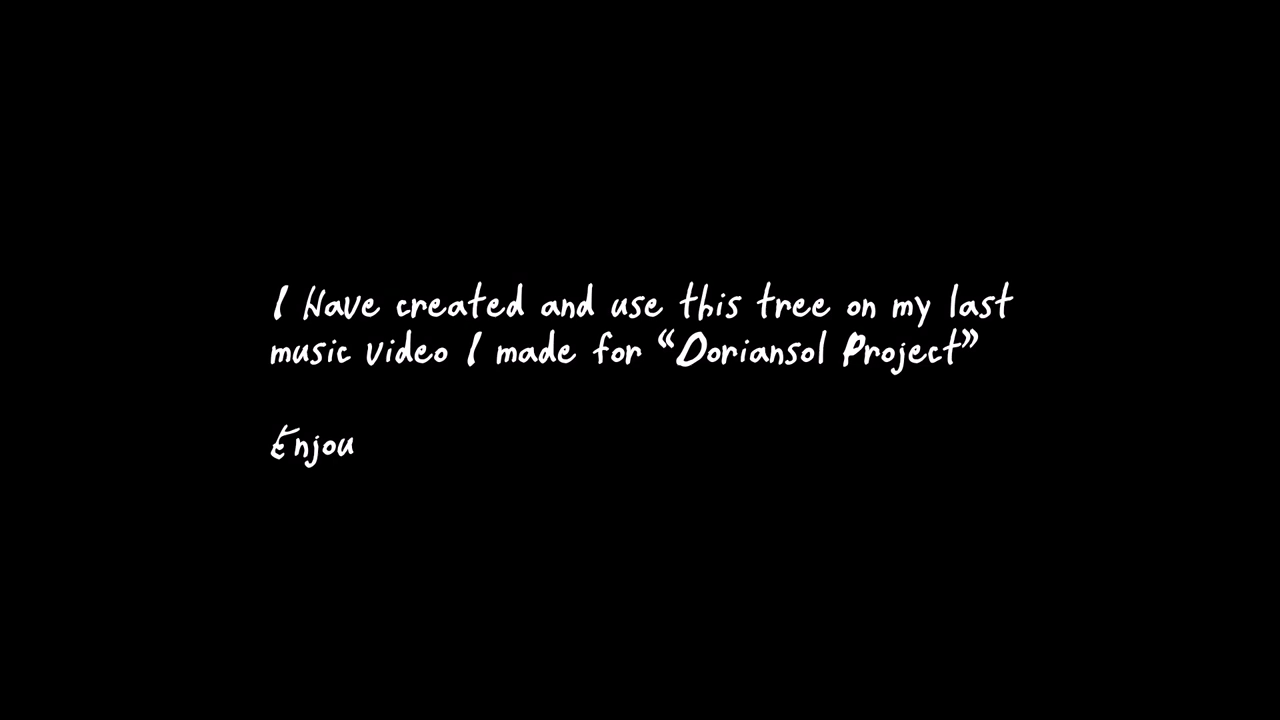 I Have created and use this tree on my last
music video I made for “Doriansol Project”
Enjou